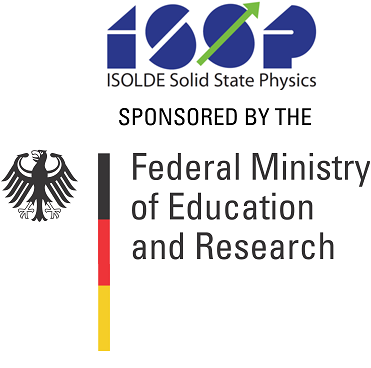 ISSP
ISOLDE Solid State Physics
SPONSORED BY THE
Federal Ministry
of Education
and Research